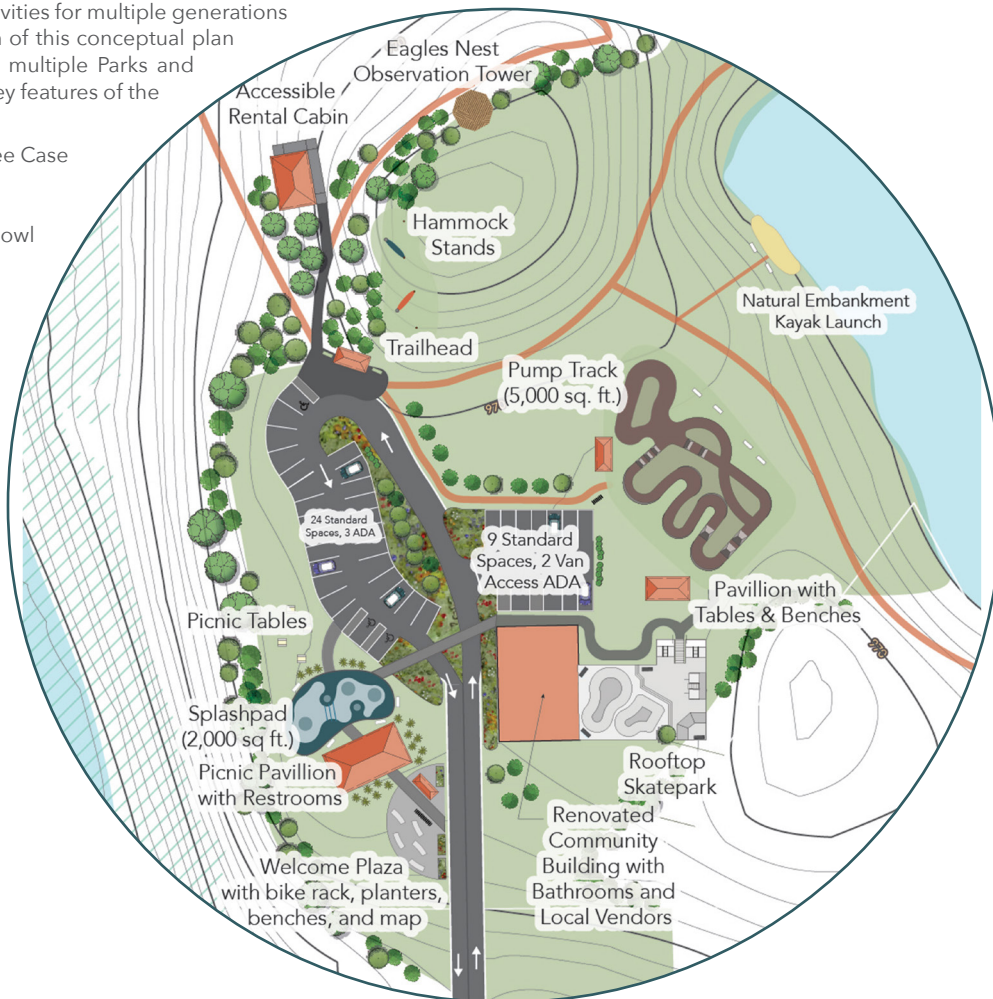 vities for multiple generations
of this conceptual plan
multiple Parks and
ey features of the
ee Case
owl
Eagles Nest
Observation Tower
Accessible
Rental Cabin
Hammock
Stands
Natural Embankment
Kayak Launch
Trailhead
Pump Track
(5,000 sq. ft.)
24 Standard
Spaces, 3 ADA
9 Standard
Spaces, 2 Van
Access ADA
Pavillion with
Tables & Benches
970
Picnic Tables
Splashpad
(2,000 sq ft.)
Picnic Pavillion
with Restrooms
Rooftop
Skatepark
Renovated
Community
Building with
Bathrooms and
Local Vendors
Welcome Plaza
with bike rack, planters,
benches, and map